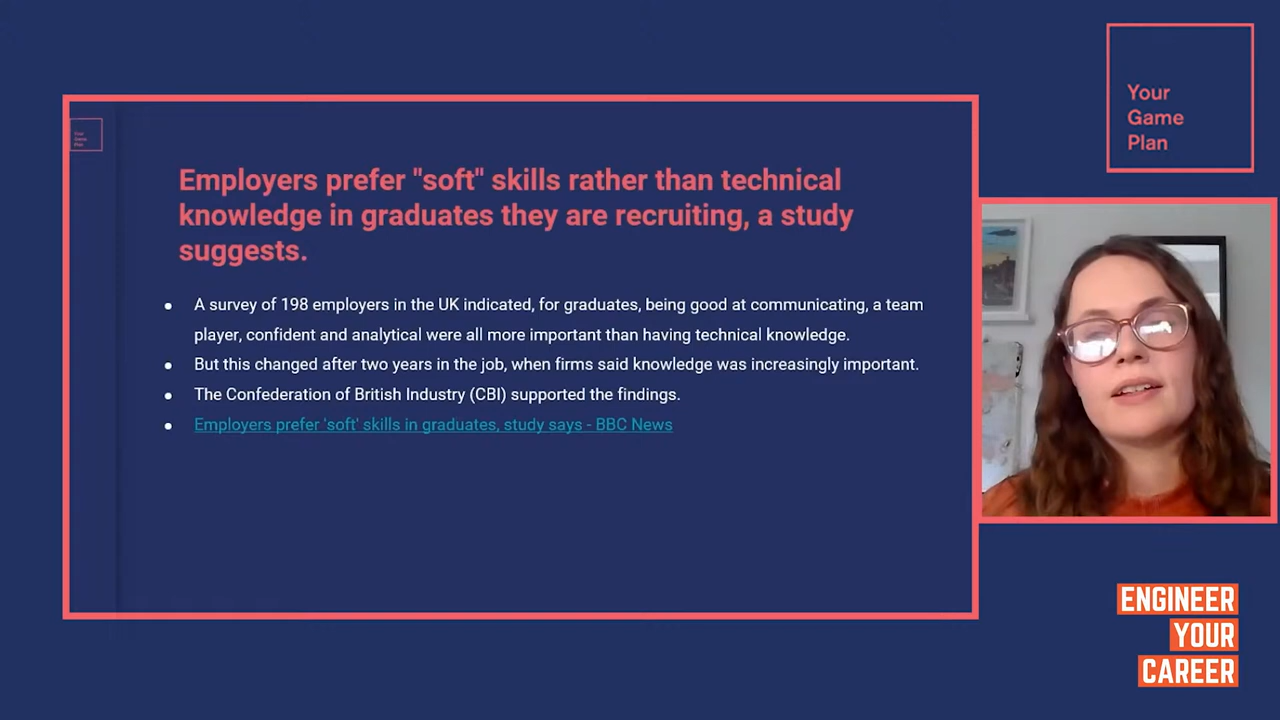 Your
Game
Plan
Your
Game
Plan
Employers prefer "soft" skills rather than technical
knowledge in graduates they are recruiting, a study
suggests.
● A survey of 198 employers in the UK indicated, for graduates, being good at communicating, a team
player, confident and analytical were all more important than having technical knowledge.
● But this changed after two years in the job, when firms said knowledge was increasingly important.
● The Confederation of British Industry (CBI) supported the findings.
● Employers prefer 'soft' skills in graduates, study says - BBC News
ENGINEER
YOUR
CAREER